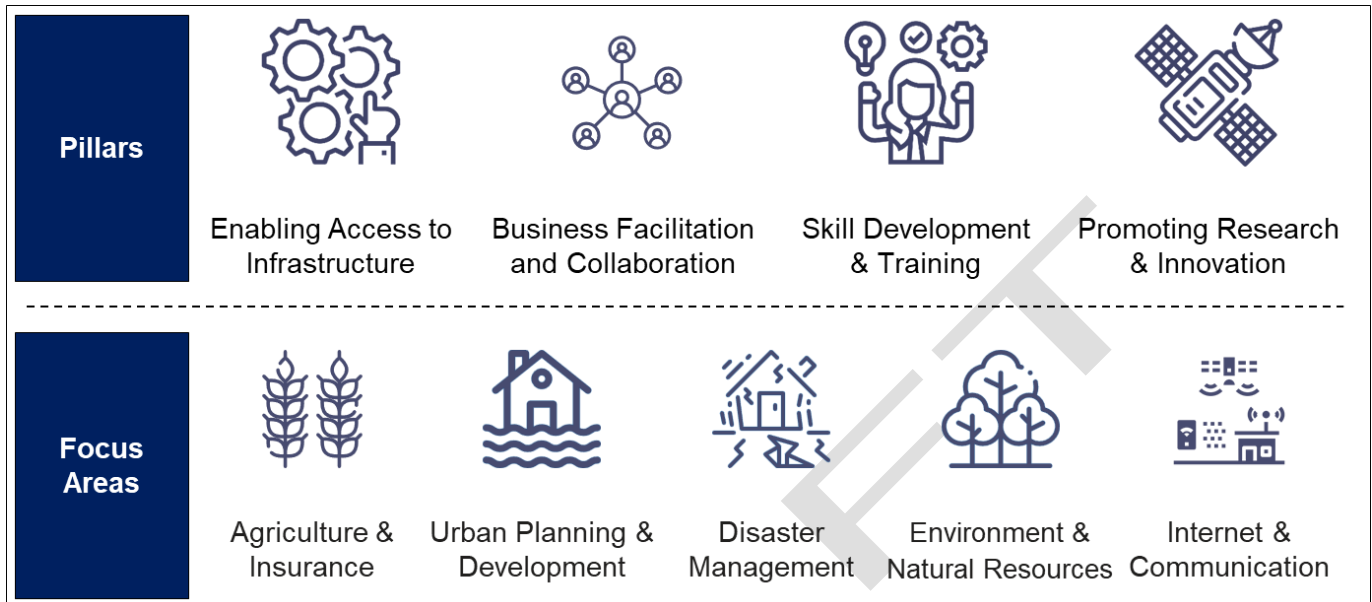 Pillars
Enabling Access to
Infrastructure
Business Facilitation
and Collaboration
Skill Development
& Training
Promoting Research
& Innovation
Focus
Areas
Agriculture &
Insurance
Urban Planning &
Development
Disaster
Management
Environment &
Natural Resources
Internet &
Communication
FT